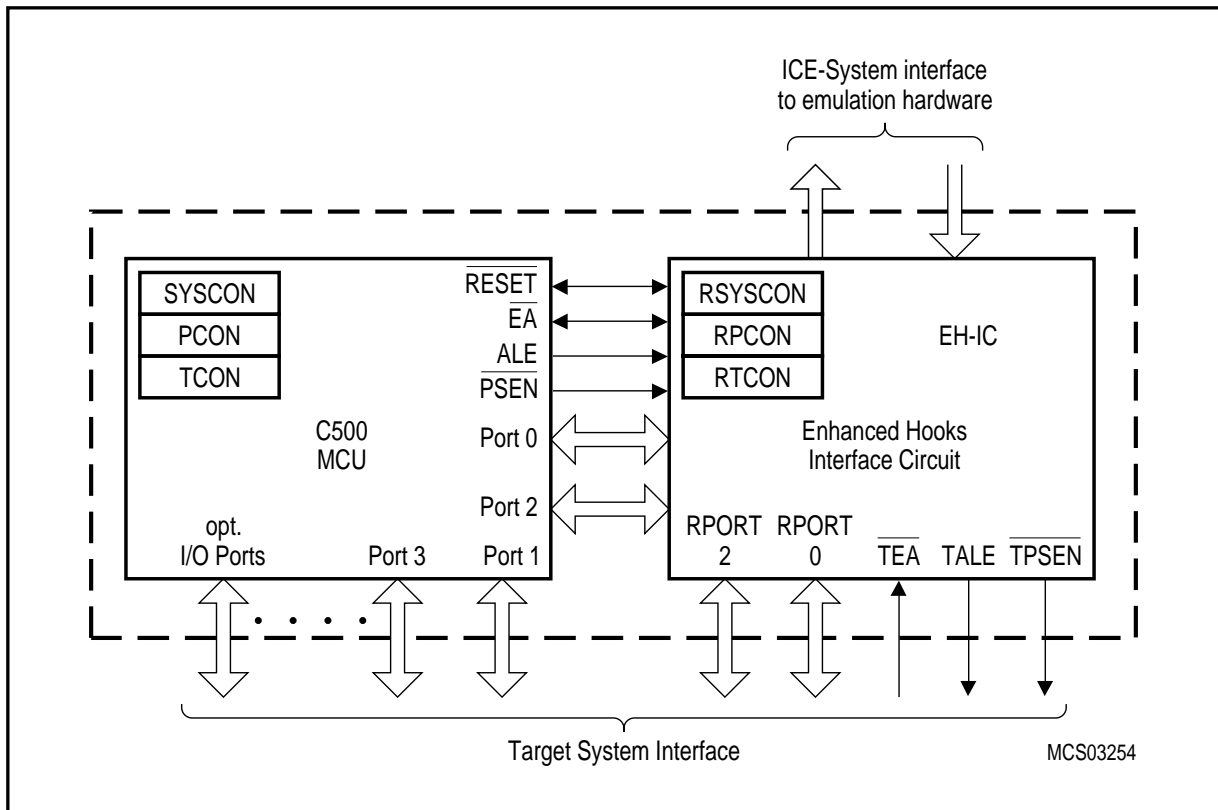 ICE-System interface
to emulation hardware
SYSCON
PCON
TCON
RESET
EA
ALE
PSEN
Port 0
Port 2
C500
MCU
opt.
I/O Ports
Port 3
Port 1
RSYSCON
RPCON
RTCON
EH-IC
Enhanced Hooks
Interface Circuit
RPORT
2
RPORT
0
TEA
TALE
TPSEN
Target System Interface
MCS03254